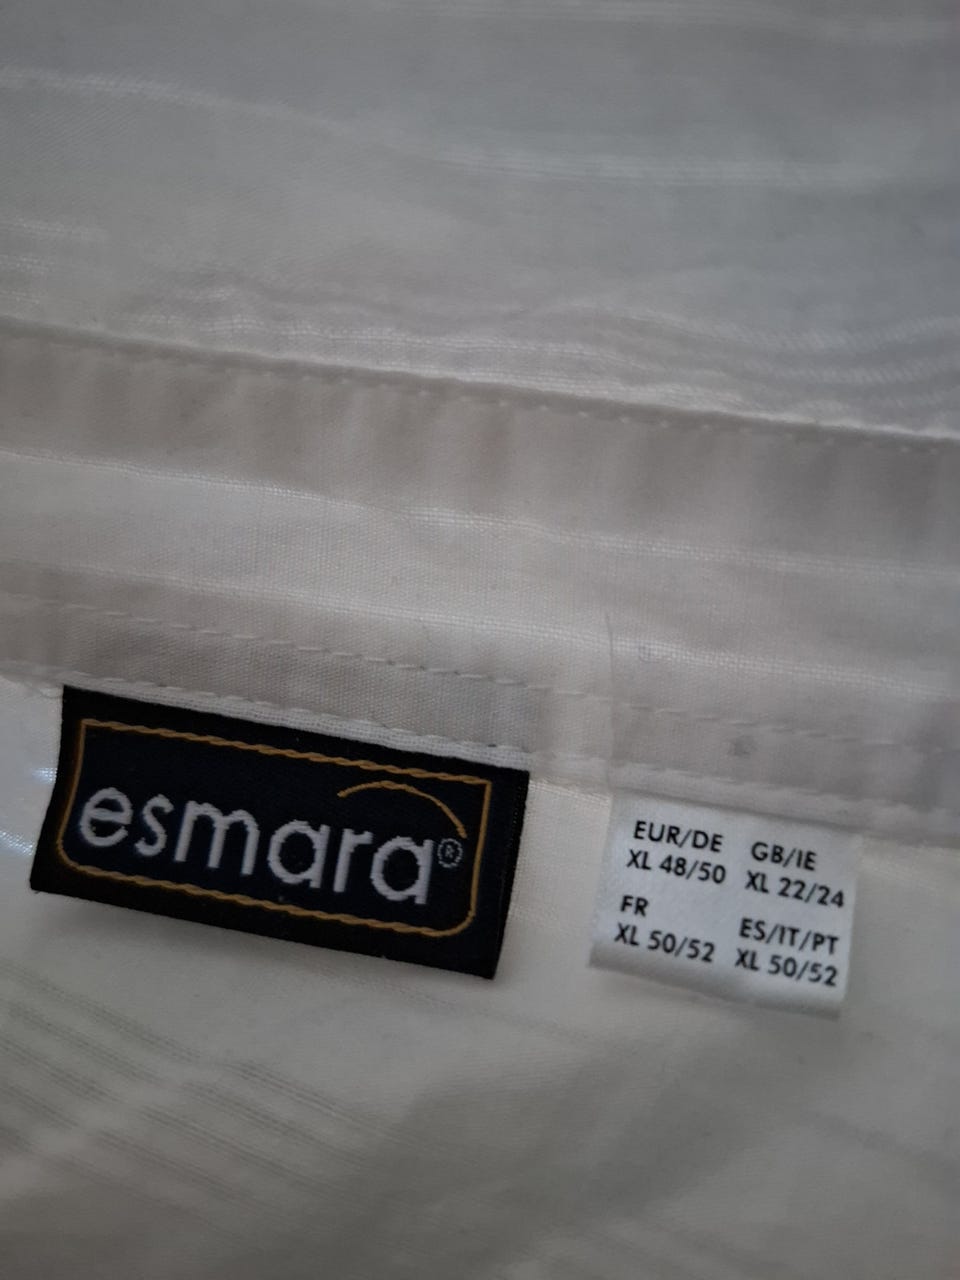 esmara®
EUR/DE GB/IE
XL 48/50 XL 22/24
FR ES/IT/PT
XL 50/52 XL 50/52